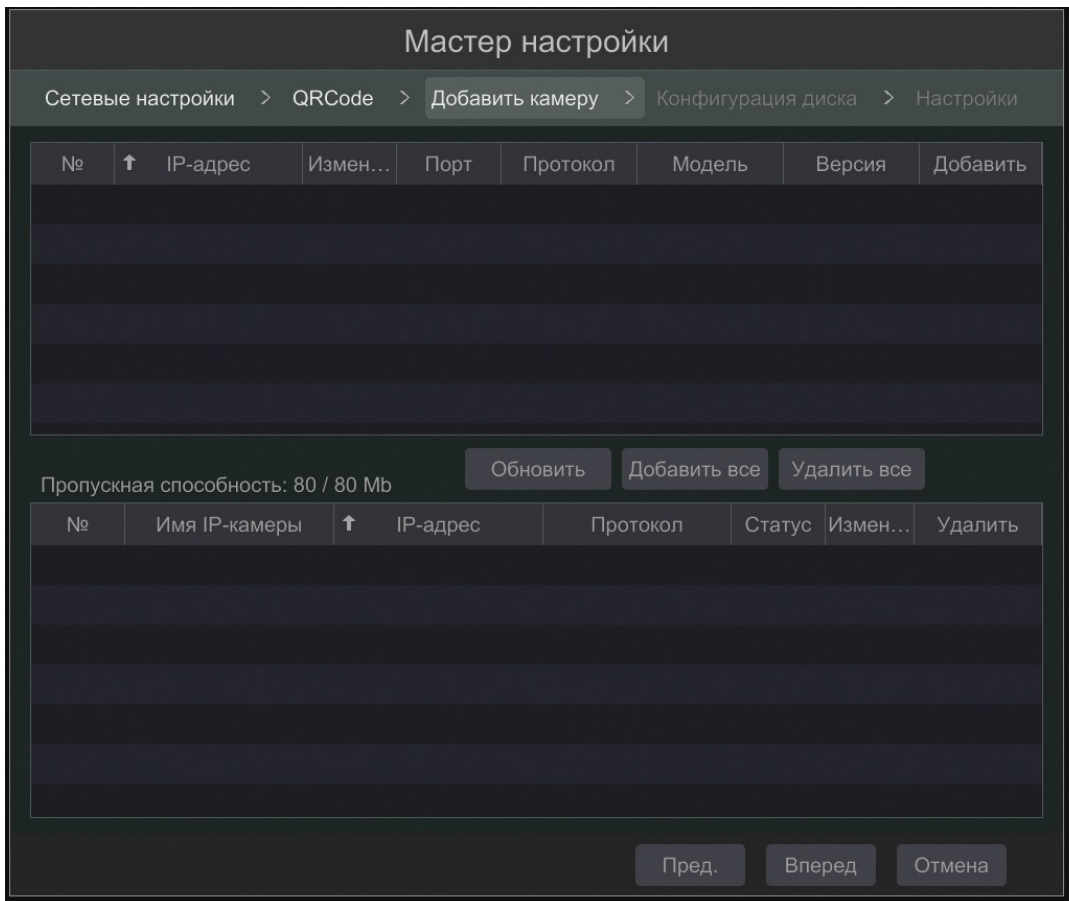 Мастер настройки
Сетевые настройки > QRCode > Добавить камеру > Конфигурация диска > Настройки
№ ↑ IP-адрес Измен... Порт Протокол Модель Версия Добавить
Обновить Добавить все Удалить все
Пропускная способность: 80 / 80 Mb
№ Имя IP-камеры ↑ IP-адрес Протокол Статус Измен... Удалить
Пред. Вперед Отмена